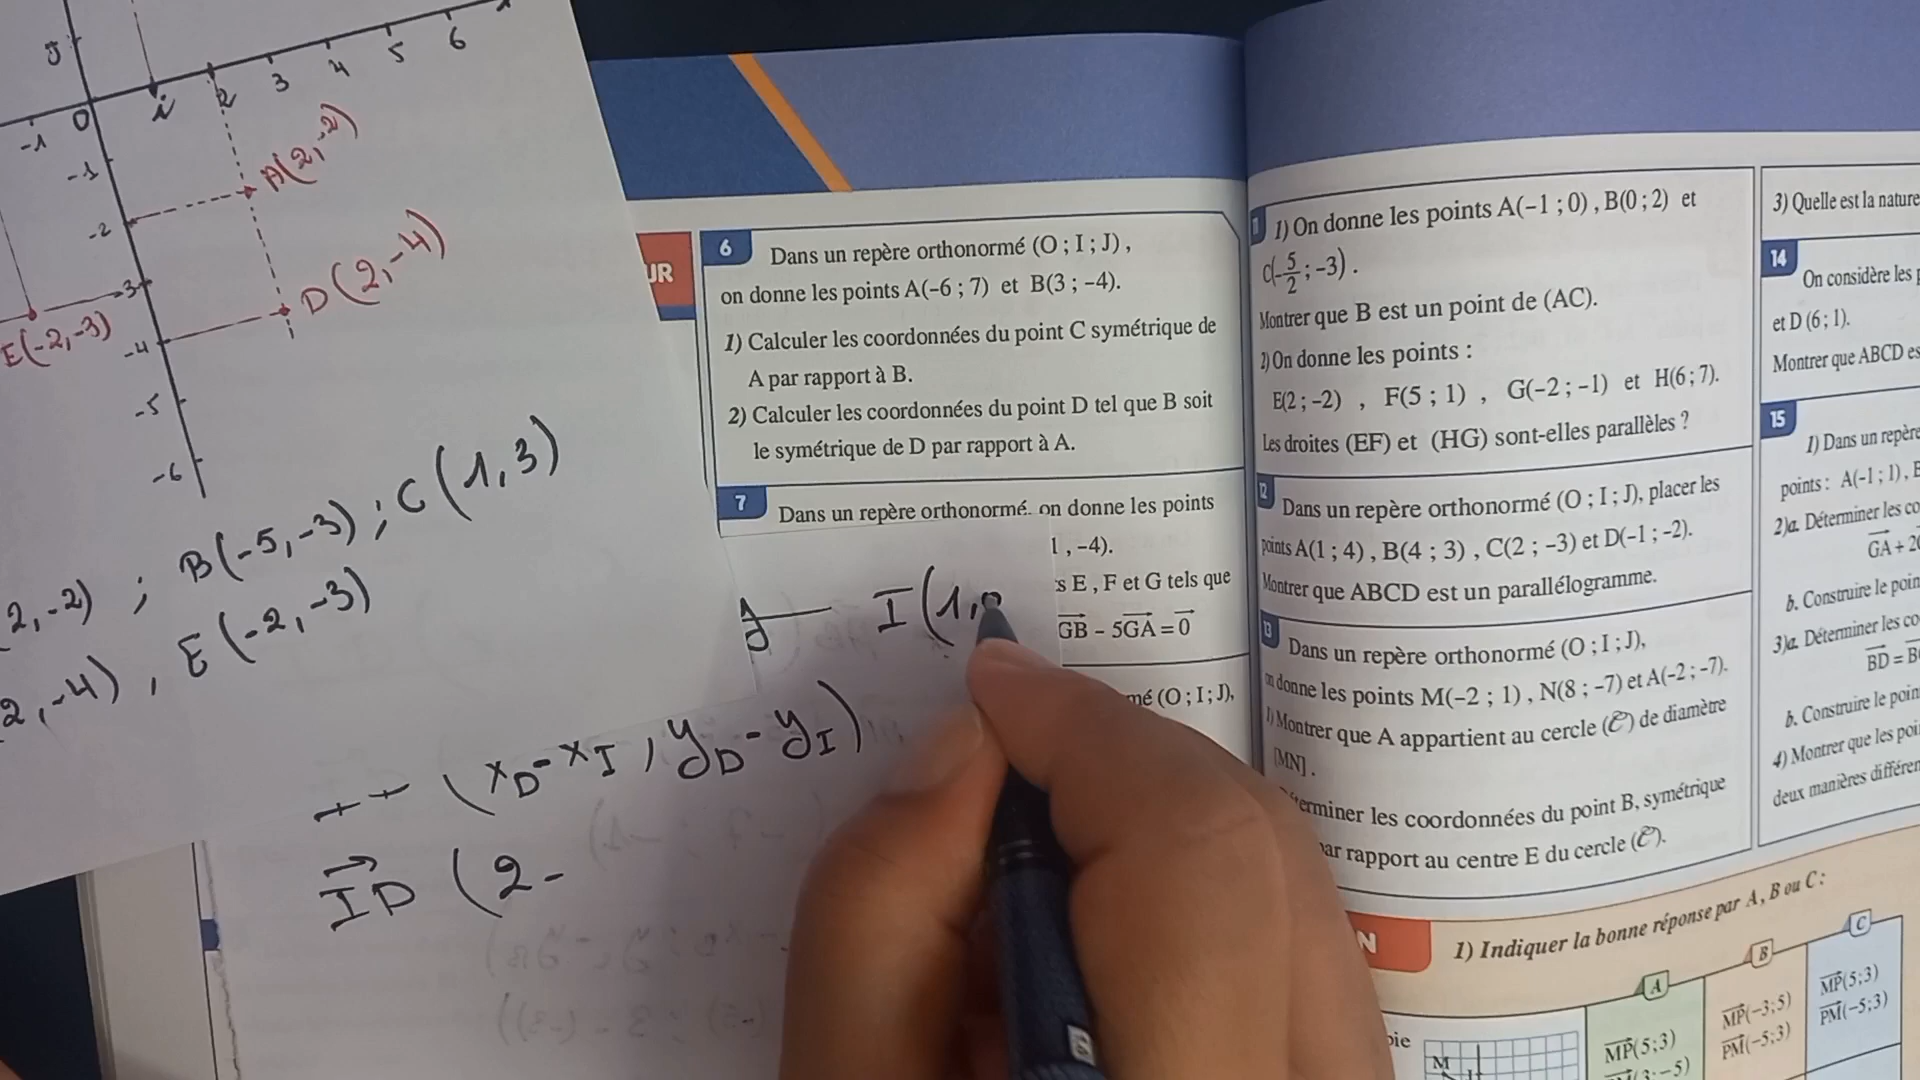 J
-1 0 i 2 3 4 5 6
-1
-2
-3
-4
-5
-6
A(2,-2)
D(2,-4)
E(-2,-3)
2,-2) ; B(-5,-3) ; C(1,3)
2,-4) , E(-2,-3)
I(1,0
(xD-xI , yD-yI)
ID (2-
UR
6 Dans un repère orthonormé (O ; I ; J) ,
on donne les points A(-6 ; 7) et B(3 ; -4).
1) Calculer les coordonnées du point C symétrique de
A par rapport à B.
2) Calculer les coordonnées du point D tel que B soit
le symétrique de D par rapport à A.
7 Dans un repère orthonormé, on donne les points
1 , -4).
s E , F et G tels que
GB - 5GA = 0
mé (O ; I ; J),
1) On donne les points A(-1 ; 0) , B(0 ; 2) et
C(-5/2 ; -3) .
Montrer que B est un point de (AC).
2) On donne les points :
E(2 ; -2) , F(5 ; 1) , G(-2 ; -1) et H(6 ; 7).
Les droites (EF) et (HG) sont-elles parallèles ?
12 Dans un repère orthonormé (O ; I ; J), placer les
points A(1 ; 4) , B(4 ; 3) , C(2 ; -3) et D(-1 ; -2).
Montrer que ABCD est un parallélogramme.
13 Dans un repère orthonormé (O ; I ; J),
on donne les points M(-2 ; 1) , N(8 ; -7) et A(-2 ; -7).
1) Montrer que A appartient au cercle (C) de diamètre
[MN] .
terminer les coordonnées du point B, symétrique
par rapport au centre E du cercle (C).
3) Quelle est la nature
14
On considère les
et D (6 ; 1).
Montrer que ABCD es
15
1) Dans un repère
points : A(-1 ; 1) ,
2)a. Déterminer les co
GA + 2
b. Construire le poin
3)a. Déterminer les co
BD = B
b. Construire le poin
4) Montrer que les poi
deux manières différen
N
1) Indiquer la bonne réponse par A, B ou C :
A B C
MP(5;3) MP(-3;5) MP(5;3)
PM(-5;3) PM(-5;3)
M